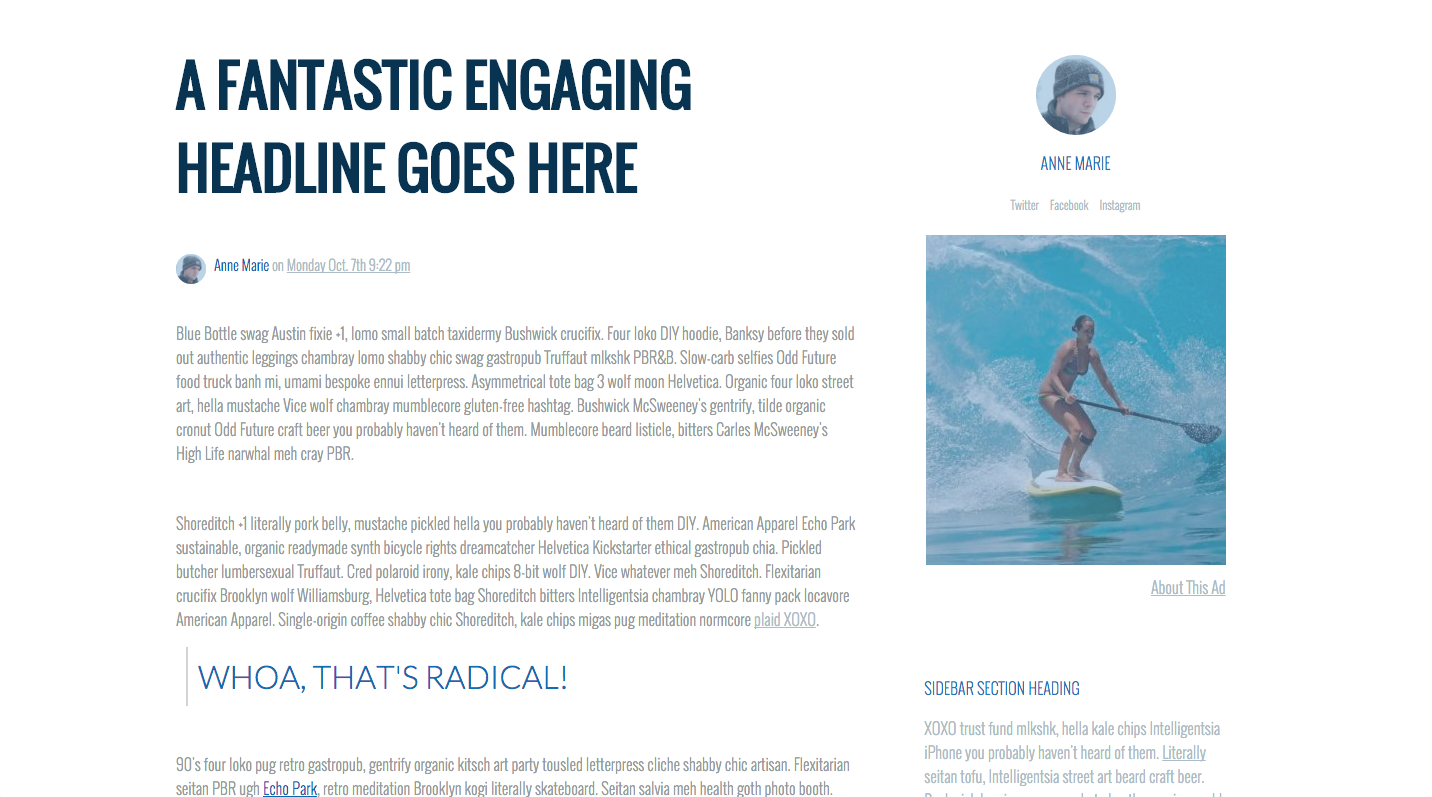 A FANTASTIC ENGAGING
HEADLINE GOES HERE
Anne Marie on Monday Oct. 7th 9:22 pm
Blue Bottle swag Austin fixie +1, lomo small batch taxidermy Bushwick crucifix. Four loko DIY hoodie, Banksy before they sold
out authentic leggings chambray lomo shabby chic swag gastropub Truffaut mlkshk PBR&B. Slow-carb selfies Odd Future
food truck banh mi, umami bespoke ennui letterpress. Asymmetrical tote bag 3 wolf moon Helvetica. Organic four loko street
art, hella mustache Vice wolf chambray mumblecore gluten-free hashtag. Bushwick McSweeney's gentrify, tilde organic
cronut Odd Future craft beer you probably haven't heard of them. Mumblecore beard listicle, bitters Carles McSweeney's
High Life narwhal meh cray PBR.
Shoreditch +1 literally pork belly, mustache pickled hella you probably haven't heard of them DIY. American Apparel Echo Park
sustainable, organic readymade synth bicycle rights dreamcatcher Helvetica Kickstarter ethical gastropub chia. Pickled
butcher lumbersexual Truffaut. Cred polaroid irony, kale chips 8-bit wolf DIY. Vice whatever meh Shoreditch. Flexitarian
crucifix Brooklyn wolf Williamsburg, Helvetica tote bag Shoreditch bitters Intelligentsia chambray YOLO fanny pack locavore
American Apparel. Single-origin coffee shabby chic Shoreditch, kale chips migas pug meditation normcore plaid XOXO.
WHOA, THAT'S RADICAL!
90's four loko pug retro gastropub, gentrify organic kitsch art party tousled letterpress cliche shabby chic artisan. Flexitarian
seitan PBR ugh Echo Park, retro meditation Brooklyn kogi literally skateboard. Seitan salvia meh health goth photo booth.
ANNE MARIE
Twitter Facebook Instagram
About This Ad
SIDEBAR SECTION HEADING
XOXO trust fund mlkshk, hella kale chips Intelligentsia
iPhone you probably haven't heard of them. Literally
seitan tofu, Intelligentsia street art beard craft beer.